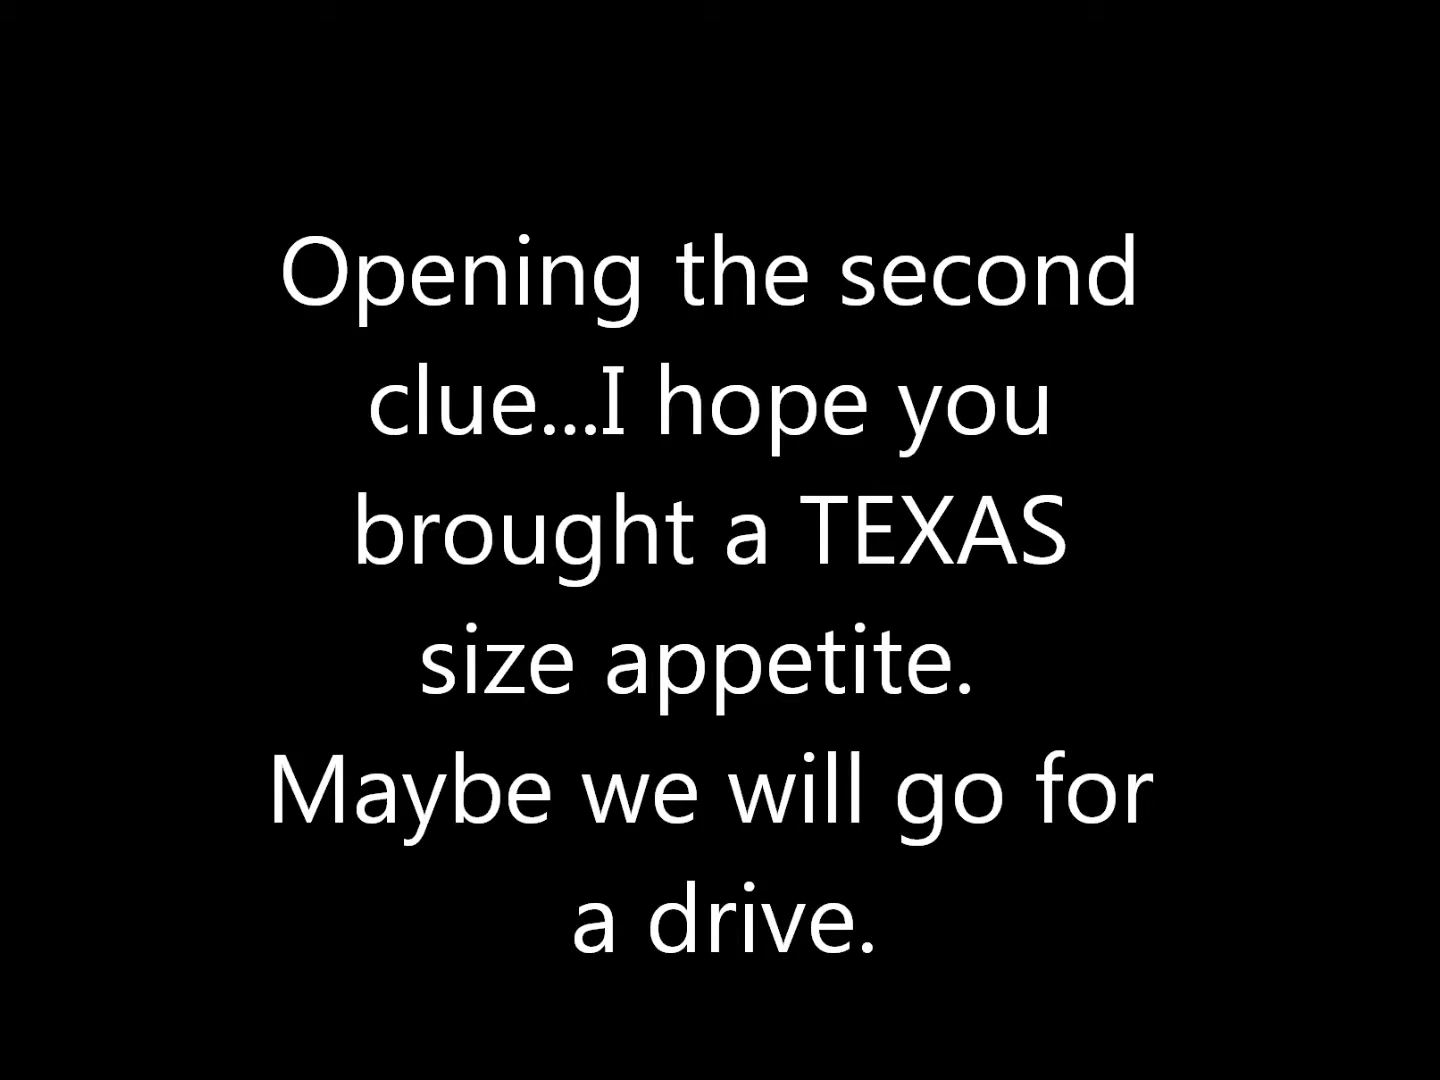 Opening the second
clue...I hope you
brought a TEXAS
size appetite.
Maybe we will go for
a drive.